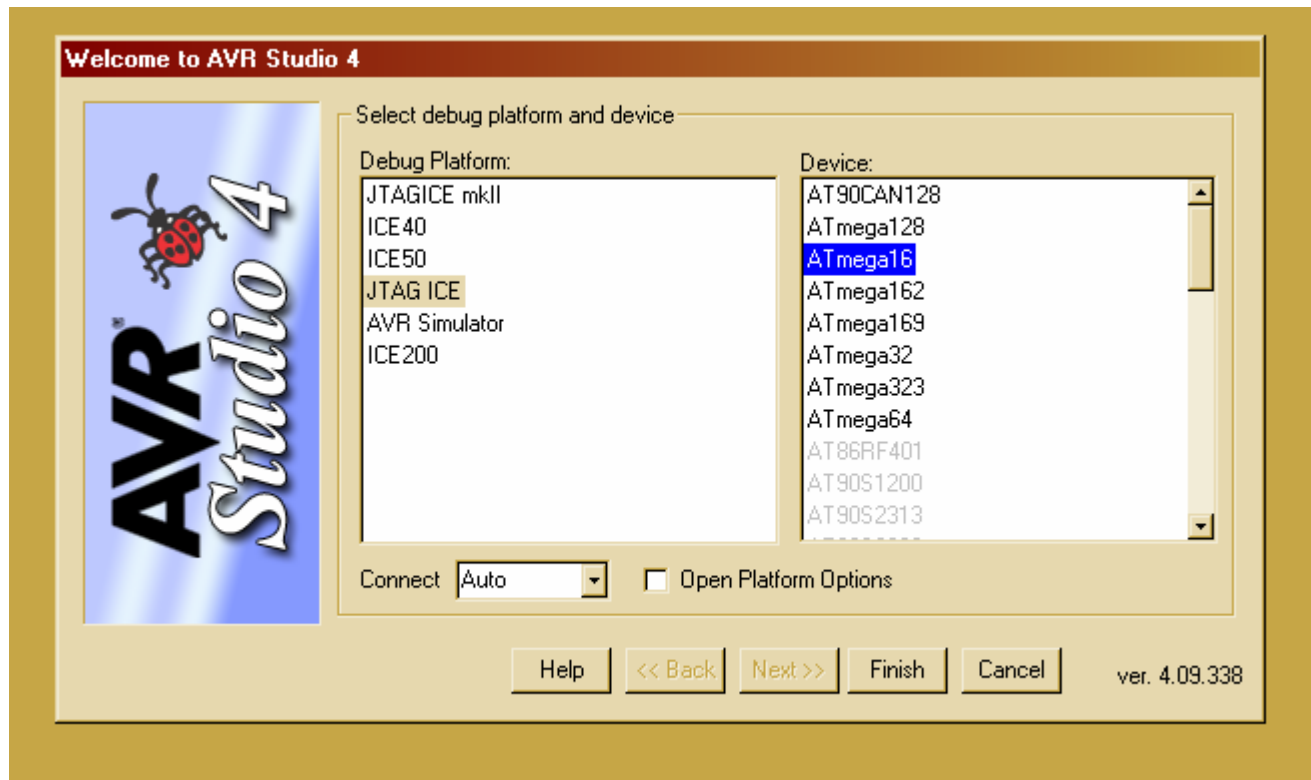 Welcome to AVR Studio 4
AVR®
Studio 4
Select debug platform and device
Debug Platform:
JTAGICE mkII
ICE40
ICE50
JTAG ICE
AVR Simulator
ICE200
Device:
AT90CAN128
ATmega128
ATmega16
ATmega162
ATmega169
ATmega32
ATmega323
ATmega64
AT86RF401
AT90S1200
AT90S2313
Connect Auto Open Platform Options
Help << Back Next >> Finish Cancel ver. 4.09.338